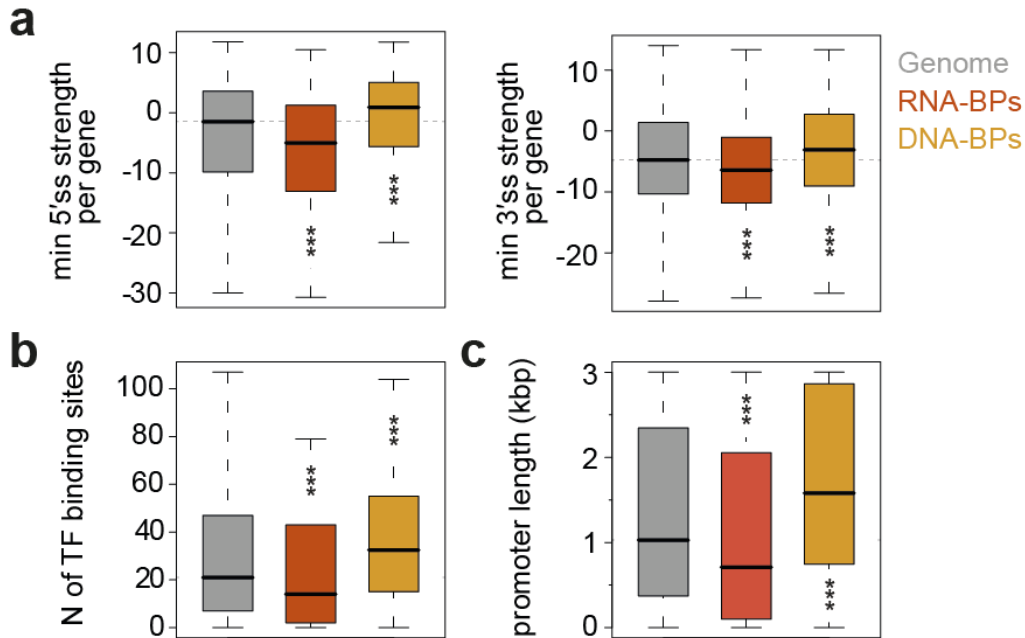 a
min 5′ss strength
per gene
10
0
-10
-20
-30
***
***
min 3′ss strength
per gene
10
0
-10
-20
***
***
Genome
RNA-BPs
DNA-BPs
b
N of TF binding sites
100
80
60
40
20
0
***
***
c
promoter length (kbp)
3
2
1
0
***
***